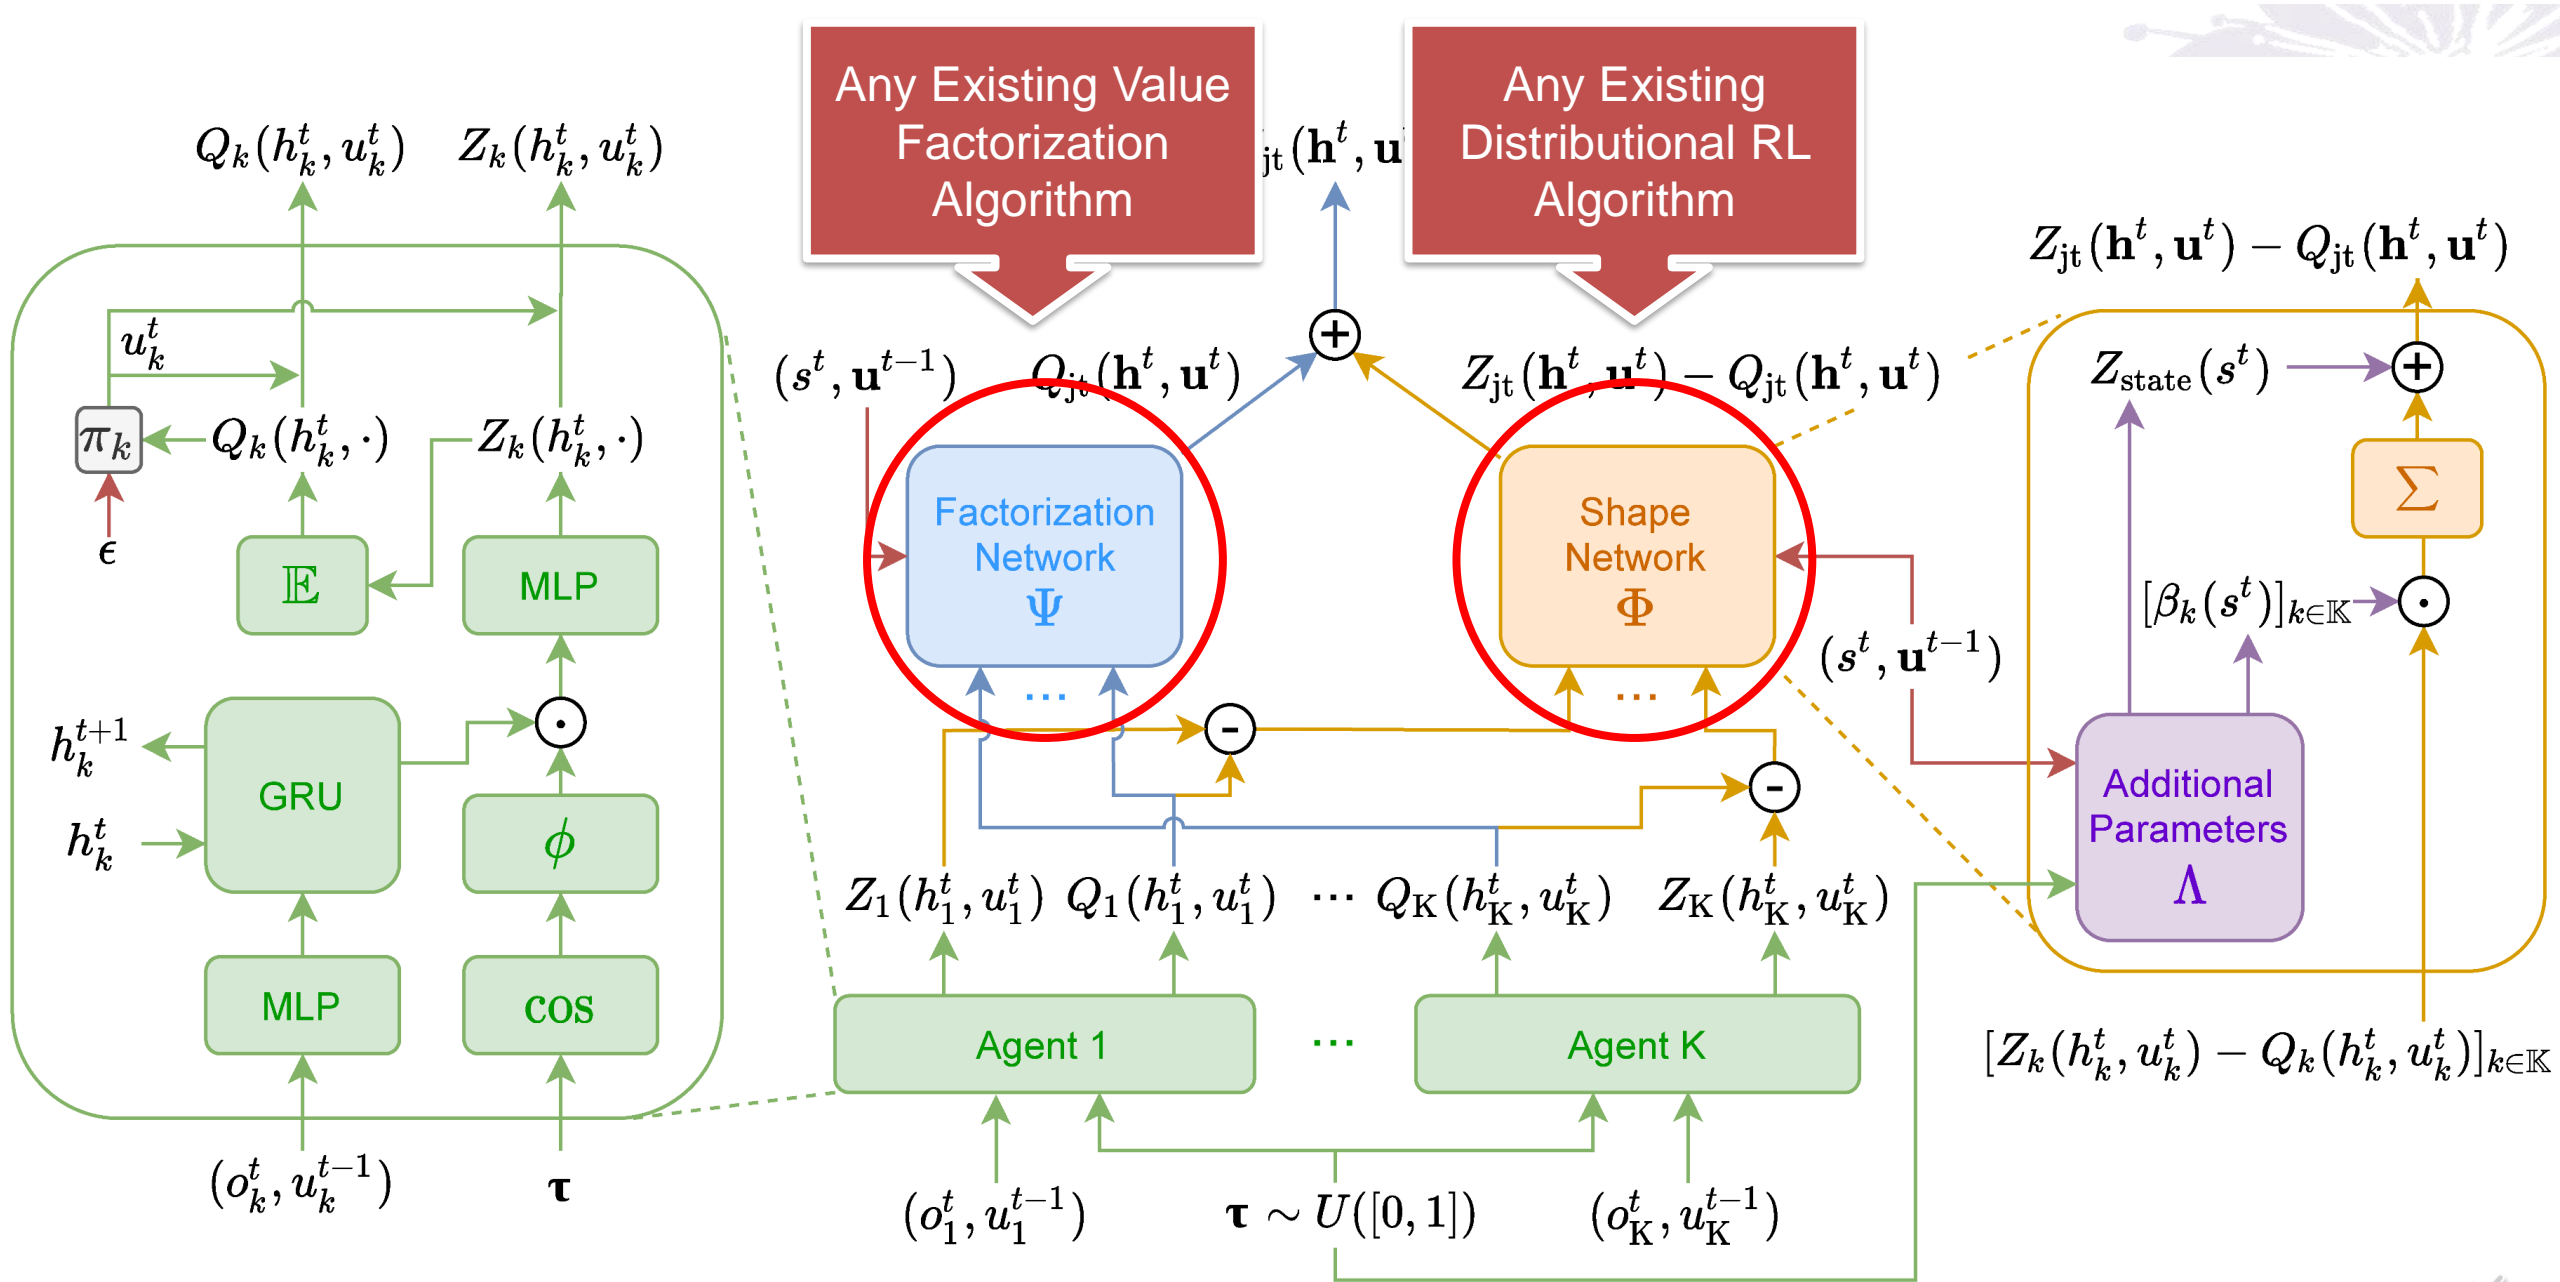 Any Existing Value
Factorization
Algorithm
Any Existing
Distributional RL
Algorithm
Q_k(h_k^t, u_k^t)
Z_k(h_k^t, u_k^t)
u_k^t
π_k
Q_k(h_k^t, ·)
Z_k(h_k^t, ·)
ϵ
𝔼
MLP
h_k^{t+1}
GRU
h_k^t
ϕ
MLP
cos
(o_k^t, u_k^{t−1})
τ
jt(h^t, u
+
(s^t, u^{t−1})
Q_jt(h^t, u^t)
Z_jt(h^t, u^t) − Q_jt(h^t, u^t)
Factorization
Network
Ψ
Shape
Network
Φ
...
...
-
-
(s^t, u^{t−1})
Z_1(h_1^t, u_1^t) Q_1(h_1^t, u_1^t) ··· Q_K(h_K^t, u_K^t) Z_K(h_K^t, u_K^t)
Agent 1
...
Agent K
(o_1^t, u_1^{t−1})
τ ∼ U([0, 1])
(o_K^t, u_K^{t−1})
Z_jt(h^t, u^t) − Q_jt(h^t, u^t)
Z_state(s^t)
+
Σ
[β_k(s^t)]_{k∈𝕂}
Additional
Parameters
Λ
[Z_k(h_k^t, u_k^t) − Q_k(h_k^t, u_k^t)]_{k∈𝕂}